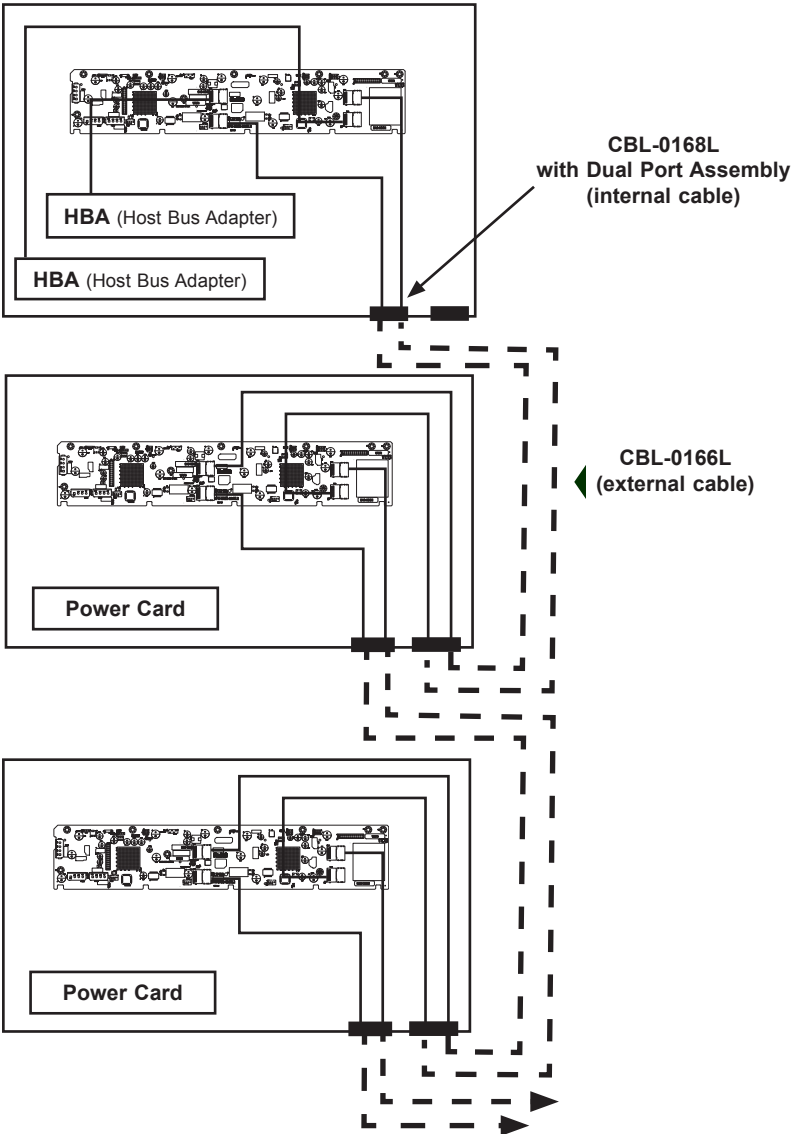 HBA (Host Bus Adapter)
HBA (Host Bus Adapter)
CBL-0168L
with Dual Port Assembly
(internal cable)
CBL-0166L
(external cable)
Power Card
Power Card